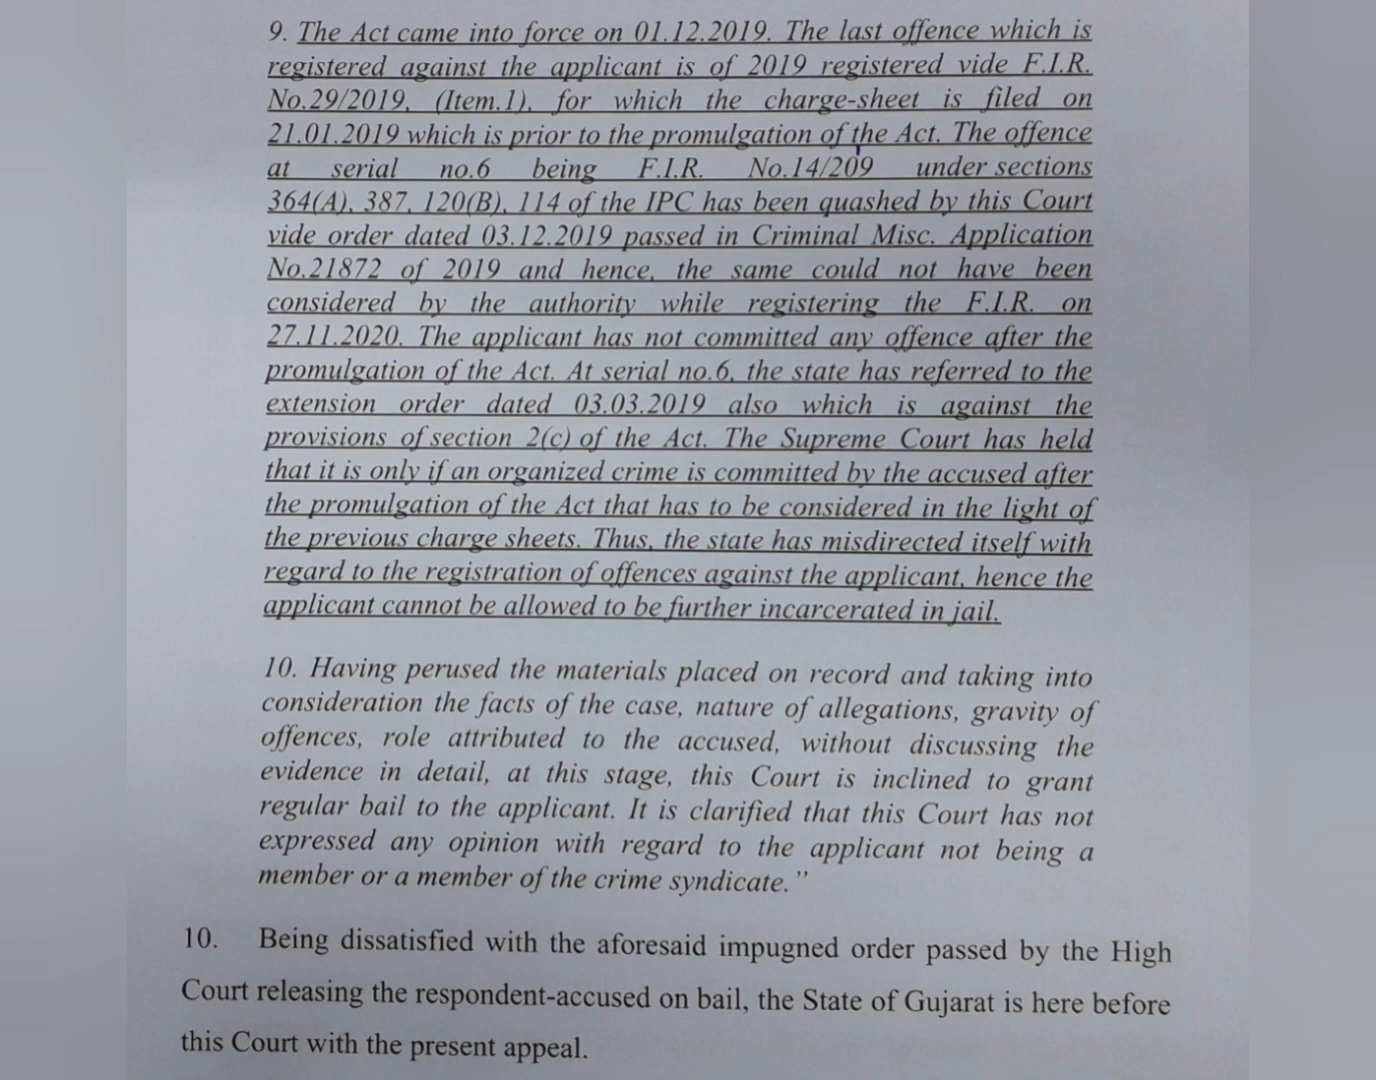 9. The Act came into force on 01.12.2019. The last offence which is
registered against the applicant is of 2019 registered vide F.I.R.
No.29/2019, (Item.1), for which the charge-sheet is filed on
21.01.2019 which is prior to the promulgation of the Act. The offence
at serial no.6 being F.I.R. No.14/209 under sections
364(A), 387, 120(B), 114 of the IPC has been quashed by this Court
vide order dated 03.12.2019 passed in Criminal Misc. Application
No.21872 of 2019 and hence, the same could not have been
considered by the authority while registering the F.I.R. on
27.11.2020. The applicant has not committed any offence after the
promulgation of the Act. At serial no.6, the state has referred to the
extension order dated 03.03.2019 also which is against the
provisions of section 2(c) of the Act. The Supreme Court has held
that it is only if an organized crime is committed by the accused after
the promulgation of the Act that has to be considered in the light of
the previous charge sheets. Thus, the state has misdirected itself with
regard to the registration of offences against the applicant, hence the
applicant cannot be allowed to be further incarcerated in jail.
10. Having perused the materials placed on record and taking into
consideration the facts of the case, nature of allegations, gravity of
offences, role attributed to the accused, without discussing the
evidence in detail, at this stage, this Court is inclined to grant
regular bail to the applicant. It is clarified that this Court has not
expressed any opinion with regard to the applicant not being a
member or a member of the crime syndicate.”
10. Being dissatisfied with the aforesaid impugned order passed by the High
Court releasing the respondent-accused on bail, the State of Gujarat is here before
this Court with the present appeal.